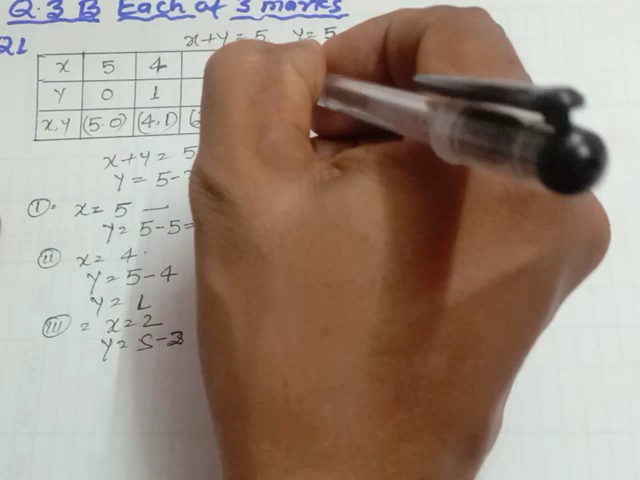 Q.3 B Each of 3 marks
Q1 x+y=5 y=5
x 5 4
y 0 1
x,y (5,0) (4,1)
x+y=5
y=5-
I= x=5 —
y=5-5=
II x=4
y=5-4
y=1
III = x=2
y=5-